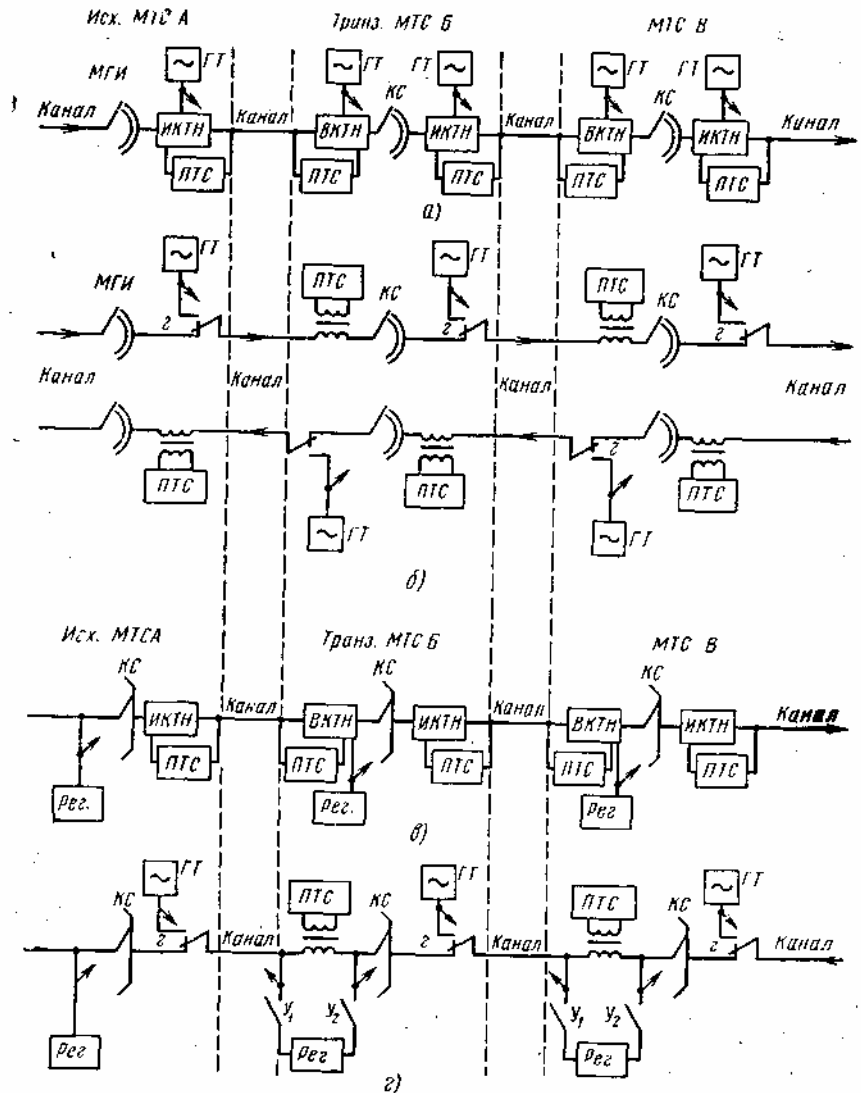 Исх. МТС А Транз. МТС Б МТС В
ГТ ГТ ГТ ГТ ГТ
МГИ КС КС
Канал Канал Канал Канал
ИКТН ВКТН ИКТН ВКТН ИКТН
ПТС ПТС ПТС ПТС ПТС
а)
ГТ ПТС ГТ ПТС ГТ
МГИ КС КС
г г г
Канал Канал Канал Канал
г
ПТС ПТС ПТС
ГТ ГТ
б)
Исх. МТСА Транз. МТС Б МТС В
КС КС КС
Канал Канал Канал
ИКТН ВКТН ИКТН ВКТН ИКТН
ПТС ПТС ПТС ПТС ПТС
Рег. Рег. Рег
в)
ГТ ПТС ГТ ПТС ГТ
КС КС КС
г Канал г Канал г Канал
У1 У2 У1 У2
Рег Рег Рег
г)